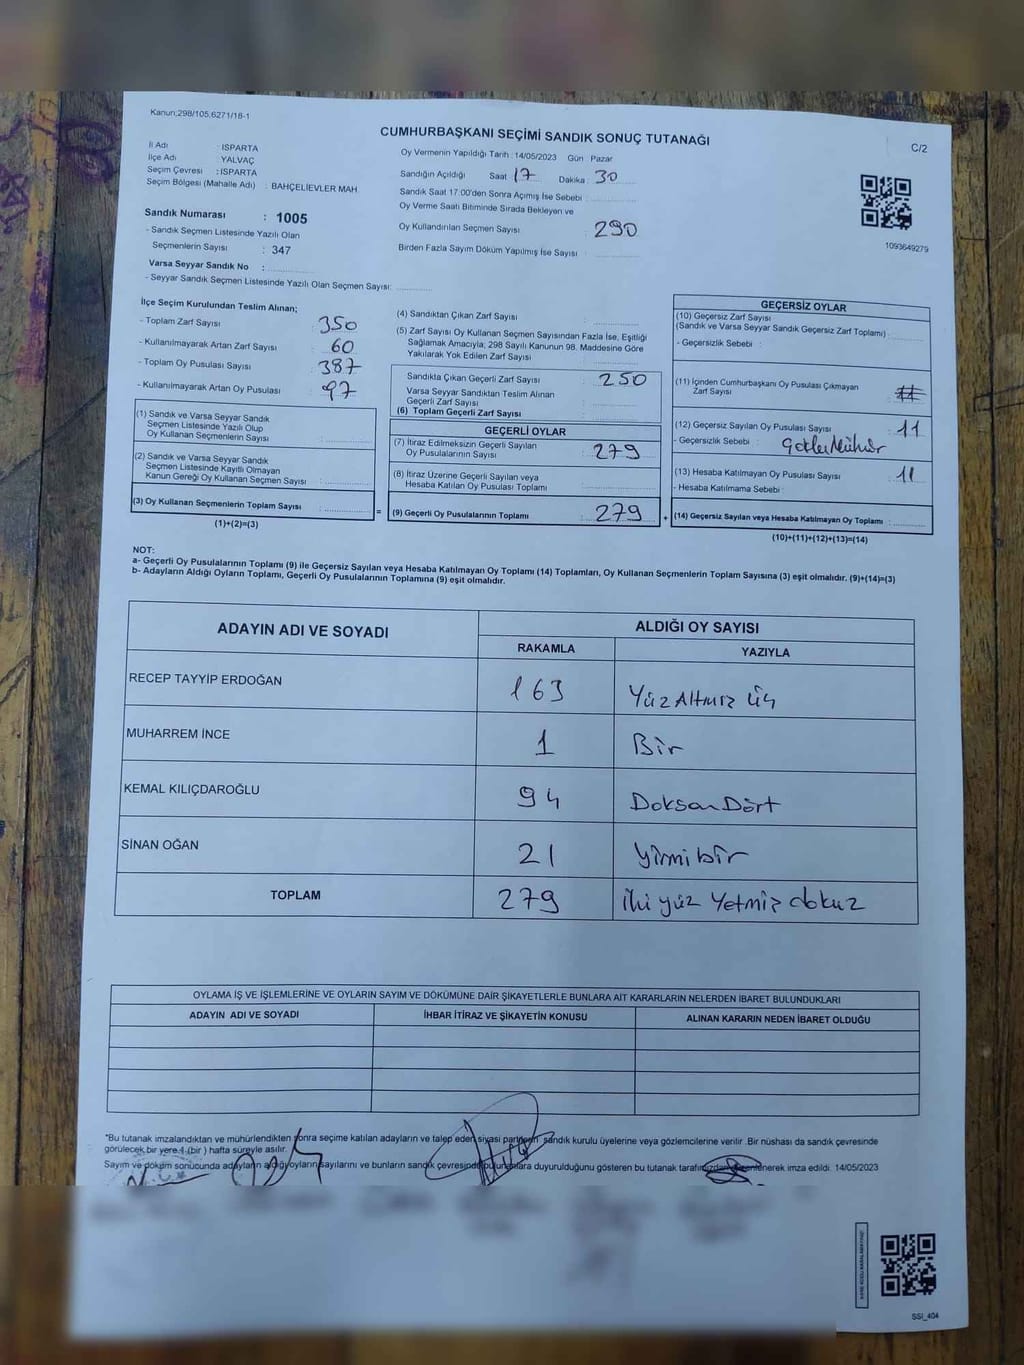 Kanun;298/105,6271/18-1
CUMHURBAŞKANI SEÇİMİ SANDIK SONUÇ TUTANAĞI
C/2
İl Adı : ISPARTA
İlçe Adı : YALVAÇ
Seçim Çevresi : ISPARTA
Seçim Bölgesi (Mahalle Adı) : BAHÇELİEVLER MAH.
Oy Vermenin Yapıldığı Tarih :14/05/2023 Gün Pazar
Sandığın Açıldığı Saat 17 Dakika : 30
Sandık Saat 17:00'den Sonra Açımış İse Sebebi :
Oy Verme Saati Bitiminde Sırada Bekleyen ve
Oy Kullandırılan Seçmen Sayısı : 290
Birden Fazla Sayım Döküm Yapılmış İse Sayısı :
1093649279
Sandık Numarası : 1005
- Sandık Seçmen Listesinde Yazılı Olan
Seçmenlerin Sayısı : 347
Varsa Seyyar Sandık No :
- Seyyar Sandık Seçmen Listesinde Yazılı Olan Seçmen Sayısı:
İlçe Seçim Kurulundan Teslim Alınan;
- Toplam Zarf Sayısı : 350
- Kullanılmayarak Artan Zarf Sayısı : 60
- Toplam Oy Pusulası Sayısı : 387
- Kullanılmayarak Artan Oy Pusulası : 97
(1) Sandık ve Varsa Seyyar Sandık
Seçmen Listesinde Yazılı Olup
Oy Kullanan Seçmenlerin Sayısı :
(2) Sandık ve Varsa Seyyar Sandık
Seçmen Listesinde Kayıtlı Olmayan
Kanun Gereği Oy Kullanan Seçmen Sayısı :
(3) Oy Kullanan Seçmenlerin Toplam Sayısı :
(1)+(2)=(3)
=
(4) Sandıktan Çıkan Zarf Sayısı :
(5) Zarf Sayısı Oy Kullanan Seçmen Sayısından Fazla İse, Eşitliği
Sağlamak Amacıyla; 298 Sayılı Kanunun 98. Maddesine Göre
Yakılarak Yok Edilen Zarf Sayısı :
Sandıkta Çıkan Geçerli Zarf Sayısı : 250
Varsa Seyyar Sandıktan Teslim Alınan
Geçerli Zarf Sayısı :
(6) Toplam Geçerli Zarf Sayısı :
GEÇERLİ OYLAR
(7) İtiraz Edilmeksizin Geçerli Sayılan
Oy Pusulalarının Sayısı : 279
(8) İtiraz Üzerine Geçerli Sayılan veya
Hesaba Katılan Oy Pusulası Toplamı :
(9) Geçerli Oy Pusulalarının Toplamı : 279
+
GEÇERSİZ OYLAR
(10) Geçersiz Zarf Sayısı
(Sandık ve Varsa Seyyar Sandık Geçersiz Zarf Toplamı) :
- Geçersizlik Sebebi :
(11) İçinden Cumhurbaşkanı Oy Pusulası Çıkmayan
Zarf Sayısı :
(12) Geçersiz Sayılan Oy Pusulası Sayısı : 11
- Geçersizlik Sebebi :
(13) Hesaba Katılmayan Oy Pusulası Sayısı : 11
- Hesaba Katılmama Sebebi
(14) Geçersiz Sayılan veya Hesaba Katılmayan Oy Toplamı :
(10)+(11)+(12)+(13)=(14)
NOT:
a- Geçerli Oy Pusulalarının Toplamı (9) ile Geçersiz Sayılan veya Hesaba Katılmayan Oy Toplamı (14) Toplamları, Oy Kullanan Seçmenlerin Toplam Sayısına (3) eşit olmalıdır. (9)+(14)=(3)
b- Adayların Aldığı Oyların Toplamı, Geçerli Oy Pusulalarının Toplamına (9) eşit olmalıdır.
ADAYIN ADI VE SOYADI
ALDIĞI OY SAYISI
RAKAMLA YAZIYLA
RECEP TAYYİP ERDOĞAN 163 Yüz Altmış Üç
MUHARREM İNCE 1 Bir
KEMAL KILIÇDAROĞLU 94 Doksan Dört
SİNAN OĞAN 21 Yirmi bir
TOPLAM 279 iki yüz Yetmiş dokuz
OYLAMA İŞ VE İŞLEMLERİNE VE OYLARIN SAYIM VE DÖKÜMÜNE DAİR ŞİKAYETLERLE BUNLARA AİT KARARLARIN NELERDEN İBARET BULUNDUKLARI
ADAYIN ADI VE SOYADI İHBAR İTİRAZ VE ŞİKAYETİN KONUSU ALINAN KARARIN NEDEN İBARET OLDUĞU
"Bu tutanak imzalandıktan ve mühürlendikten sonra seçime katılan adayların ve talep eden siyasi partilerin sandık kurulu üyelerine veya gözlemcilerine verilir .Bir nüshası da sandık çevresinde
görülecek bir yere 1 (bir ) hafta süreyle asılır.
Sayım ve döküm sonucunda adayların aldığı oyların sayılarını ve bunların sandık çevresinde bulunanlara duyurulduğunu gösteren bu tutanak tarafımızdan düzenlenerek imza edildi. 14/05/2023
SSİ_404